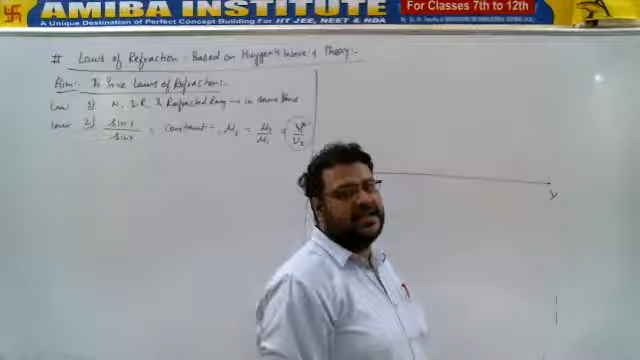 AMIBA INSTITUTE
For Classes 7th to 12th
A Unique Destination of Perfect Concept Building For IIT JEE, NEET & NDA
# Laws of Refraction Based on Huygen's Wave Theory :-
Aim:- To Prove Laws of Refraction:-
Law 1) N, I.R, & Refracted Ray → in same Plane
Law 2) sin i / sin r = constant = ₁μ₂ = μ₂/μ₁ = V₁/V₂